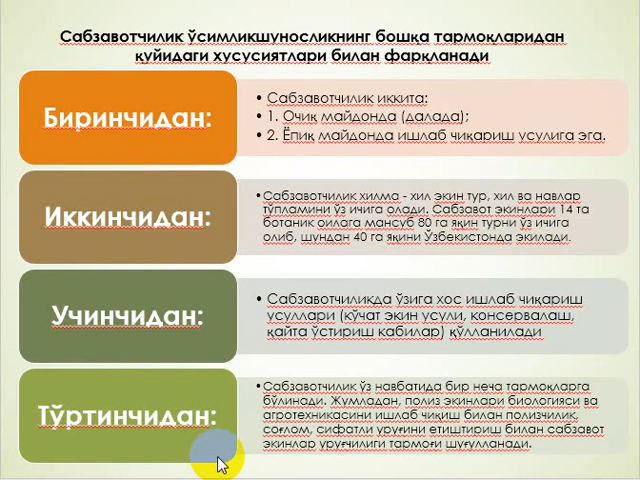 Сабзавотчилик ўсимликшуносликнинг бошқа тармоқларидан
қуйидаги хусусиятлари билан фарқланади
Биринчидан:
• Сабзавотчилик иккита:
• 1. Очиқ майдонда (далада);
• 2. Ёпиқ майдонда ишлаб чиқариш усулига эга.
Иккинчидан:
• Сабзавотчилик хилма - хил экин тур, хил ва навлар
тўпламини ўз ичига олади. Сабзавот экинлари 14 та
ботаник оилага мансуб 80 га яқин турни ўз ичига
олиб, шундан 40 га яқини Ўзбекистонда экилади.
Учинчидан:
• Сабзавотчиликда ўзига хос ишлаб чиқариш
усуллари (кўчат экин усули, консервалаш,
қайта ўстириш кабилар) қўлланилади
Тўртинчидан:
• Сабзавотчилик ўз навбатида бир неча тармоқларга
бўлинади. Жумладан, полиз экинлари биологияси ва
агротехникасини ишлаб чиқиш билан полизчилик,
соғлом, сифатли уруғини етиштириш билан сабзавот
экинлар уруғчилиги тармоғи шуғулланади.